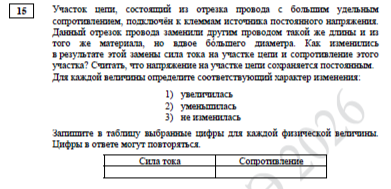 15
Участок цепи, состоящий из отрезка провода с большим удельным
сопротивлением, подключён к клеммам источника постоянного напряжения.
Данный отрезок провода заменили другим проводом такой же длины и из
того же материала, но вдвое большего диаметра. Как изменились
в результате этой замены сила тока на участке цепи и сопротивление этого
участка? Считать, что напряжение на участке цепи сохраняется постоянным.
Для каждой величины определите соответствующий характер изменения:
1) увеличилась
2) уменьшилась
3) не изменилась
Запишите в таблицу выбранные цифры для каждой физической величины.
Цифры в ответе могут повторяться.
Сила тока Сопротивление
2026